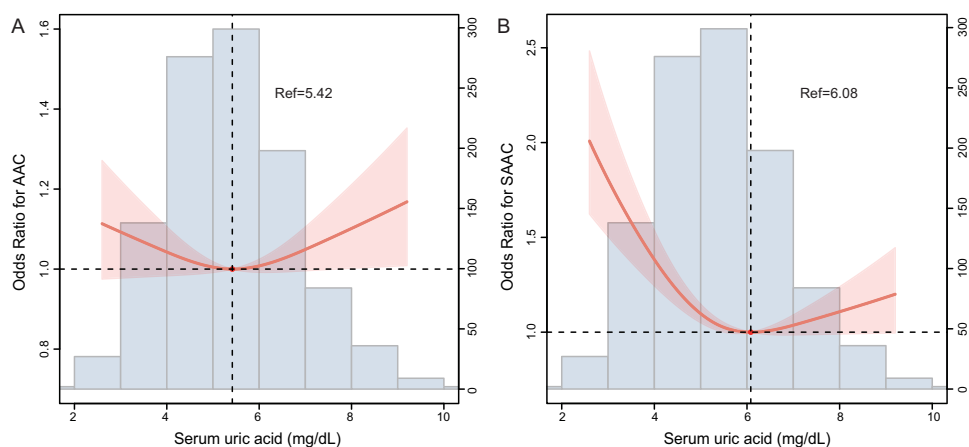 A
Odds Ratio for AAC
1.6
1.4
1.2
1.0
0.8
Ref=5.42
300
250
200
150
100
50
0
2 4 6 8 10
Serum uric acid (mg/dL)
B
Odds Ratio for SAAC
2.5
2.0
1.5
1.0
Ref=6.08
300
250
200
150
100
50
0
2 4 6 8 10
Serum uric acid (mg/dL)